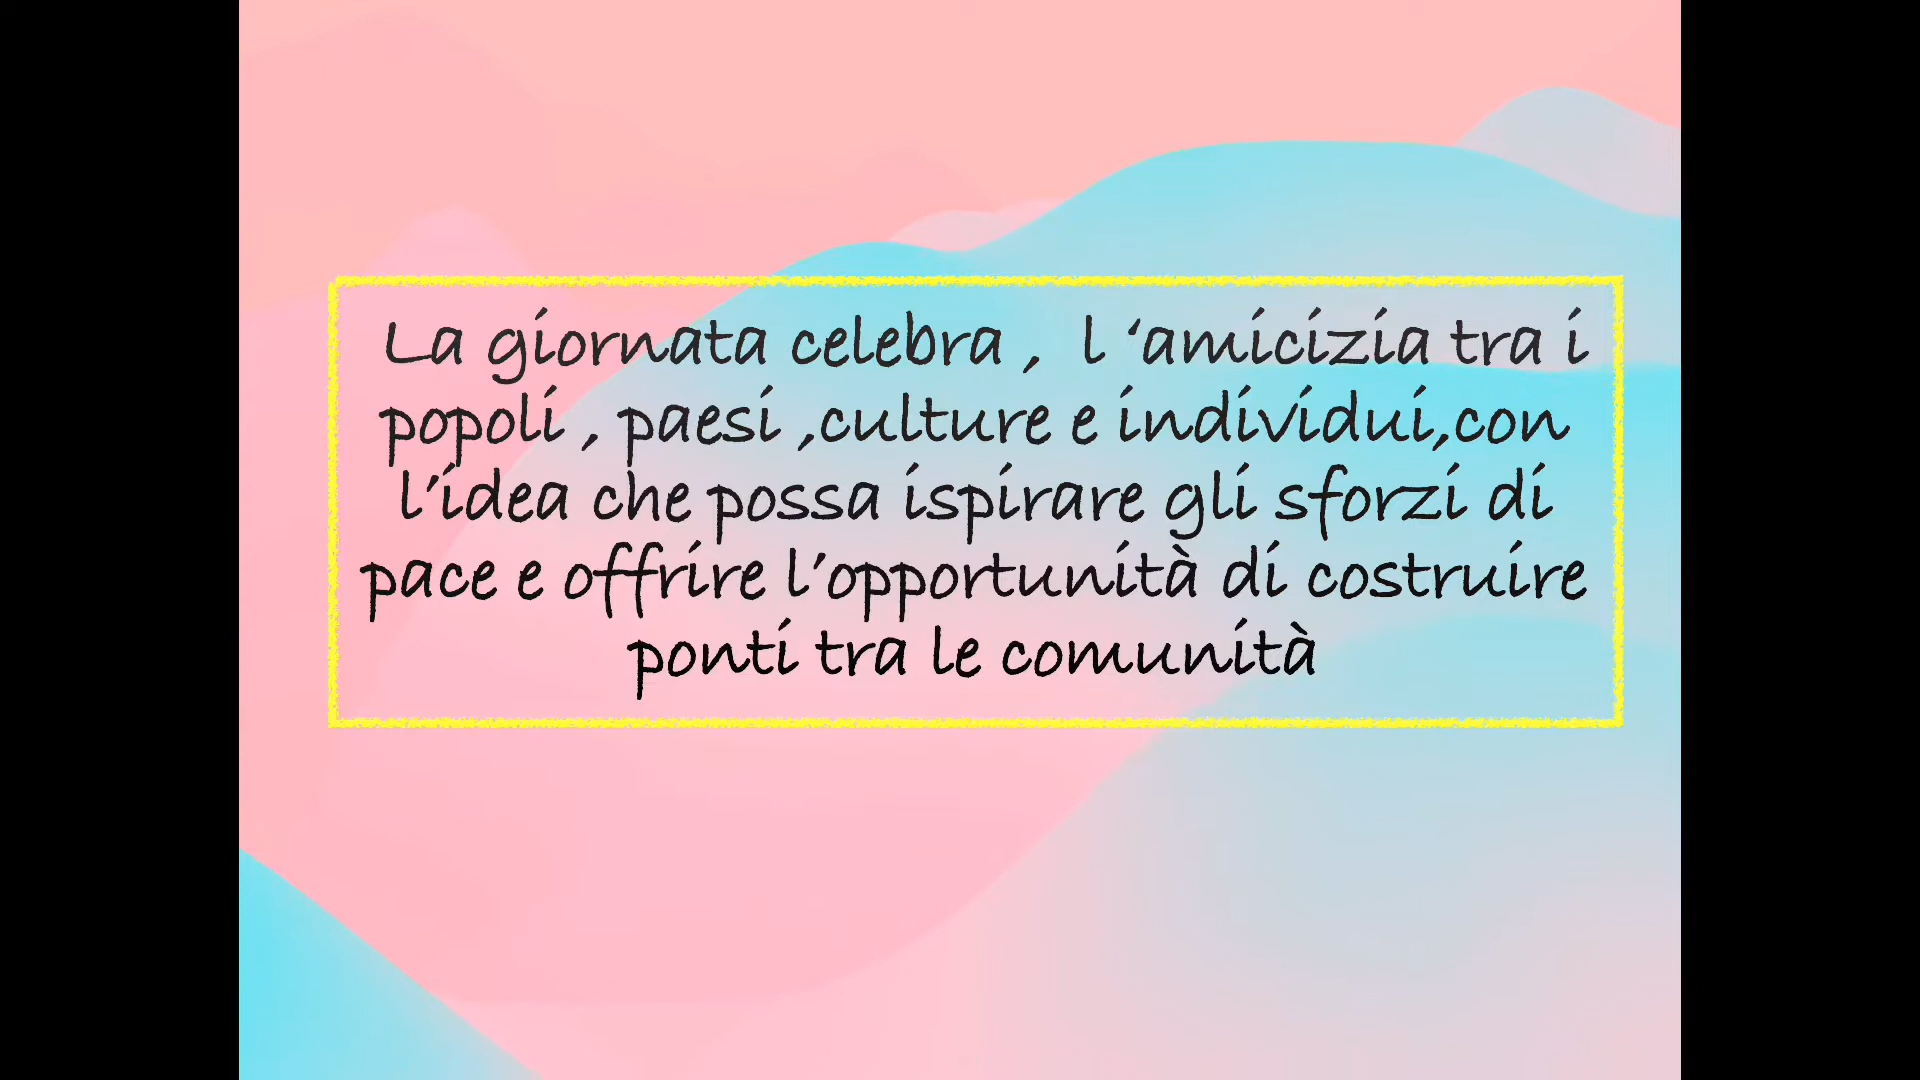 La giornata celebra ,  l ‘amicizia tra i
popoli , paesi ,culture e individui,con
l’idea che possa ispirare gli sforzi di
pace e offrire l’opportunità di costruire
ponti tra le comunità